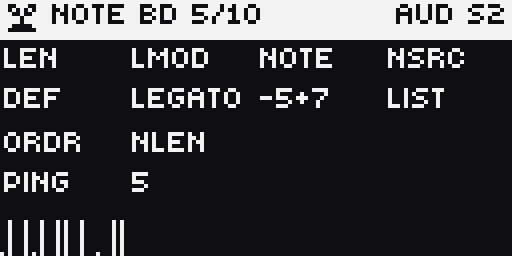 NOTE BD 5/10 AUD S2
LEN LMOD NOTE NSRC
DEF LEGATO -5+7 LIST
ORDR NLEN
PING 5